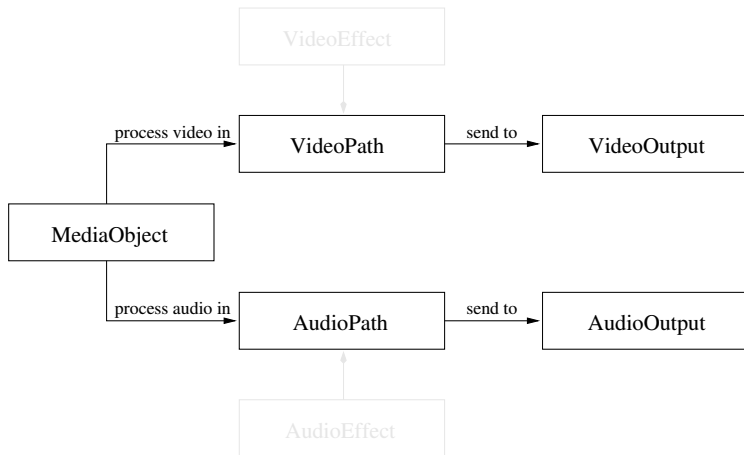 VideoEffect
process video in
VideoPath
send to
VideoOutput
MediaObject
process audio in
AudioPath
send to
AudioOutput
AudioEffect